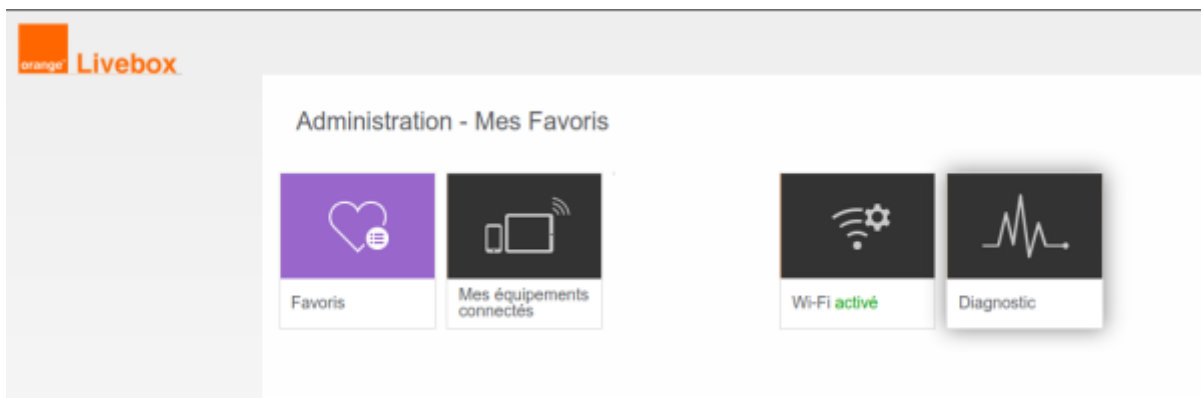 orange
Livebox
Administration - Mes Favoris
Favoris
Mes équipements
connectés
Wi-Fi activé
Diagnostic